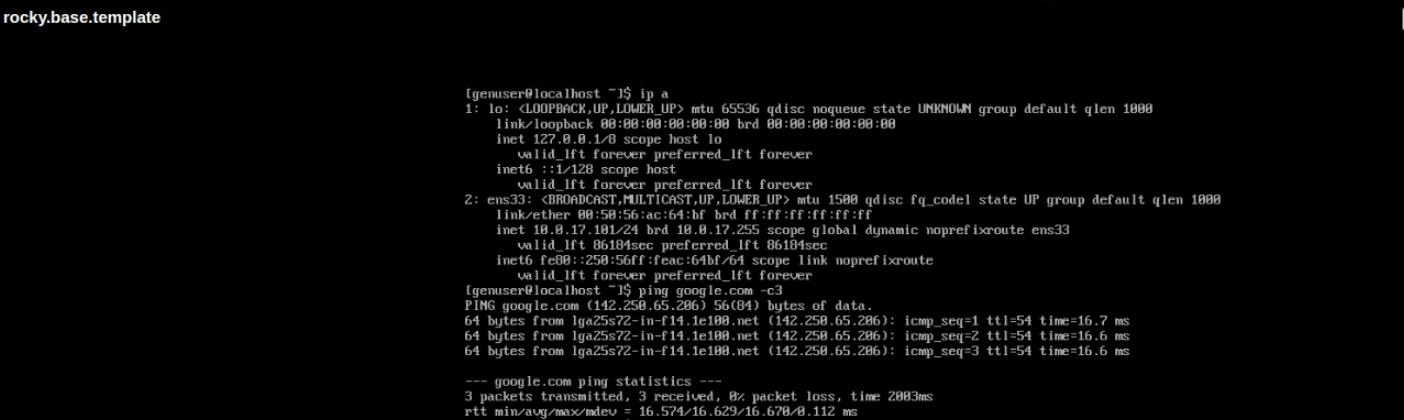 rocky.base.template
[genuser@localhost ~]$ ip a
1: lo: <LOOPBACK,UP,LOWER_UP> mtu 65536 qdisc noqueue state UNKNOWN group default qlen 1000
link/loopback 00:00:00:00:00:00 brd 00:00:00:00:00:00
inet 127.0.0.1/8 scope host lo
valid_lft forever preferred_lft forever
inet6 ::1/128 scope host
valid_lft forever preferred_lft forever
2: ens33: <BROADCAST,MULTICAST,UP,LOWER_UP> mtu 1500 qdisc fq_codel state UP group default qlen 1000
link/ether 00:50:56:ac:64:bf brd ff:ff:ff:ff:ff:ff
inet 10.0.17.101/24 brd 10.0.17.255 scope global dynamic noprefixroute ens33
valid_lft 86184sec preferred_lft 86184sec
inet6 fe80::250:56ff:feac:64bf/64 scope link noprefixroute
valid_lft forever preferred_lft forever
[genuser@localhost ~]$ ping google.com -c3
PING google.com (142.250.65.206) 56(84) bytes of data.
64 bytes from lga25s72-in-f14.1e100.net (142.250.65.206): icmp_seq=1 ttl=54 time=16.7 ms
64 bytes from lga25s72-in-f14.1e100.net (142.250.65.206): icmp_seq=2 ttl=54 time=16.6 ms
64 bytes from lga25s72-in-f14.1e100.net (142.250.65.206): icmp_seq=3 ttl=54 time=16.6 ms
--- google.com ping statistics ---
3 packets transmitted, 3 received, 0% packet loss, time 2003ms
rtt min/avg/max/mdev = 16.574/16.629/16.670/0.112 ms